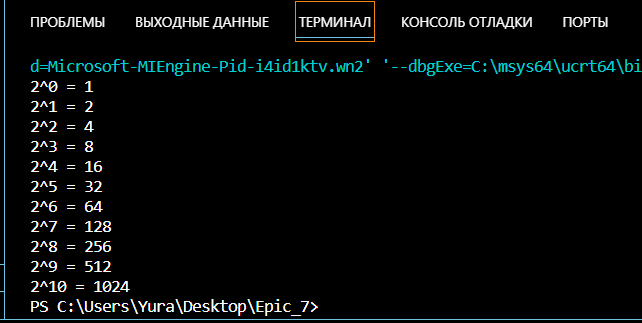 ПРОБЛЕМЫ ВЫХОДНЫЕ ДАННЫЕ ТЕРМИНАЛ КОНСОЛЬ ОТЛАДКИ ПОРТЫ
d=Microsoft-MIEngine-Pid-i4id1ktv.wn2' '--dbgExe=C:\msys64\ucrt64\bi
2^0 = 1
2^1 = 2
2^2 = 4
2^3 = 8
2^4 = 16
2^5 = 32
2^6 = 64
2^7 = 128
2^8 = 256
2^9 = 512
2^10 = 1024
PS C:\Users\Yura\Desktop\Epic_7>